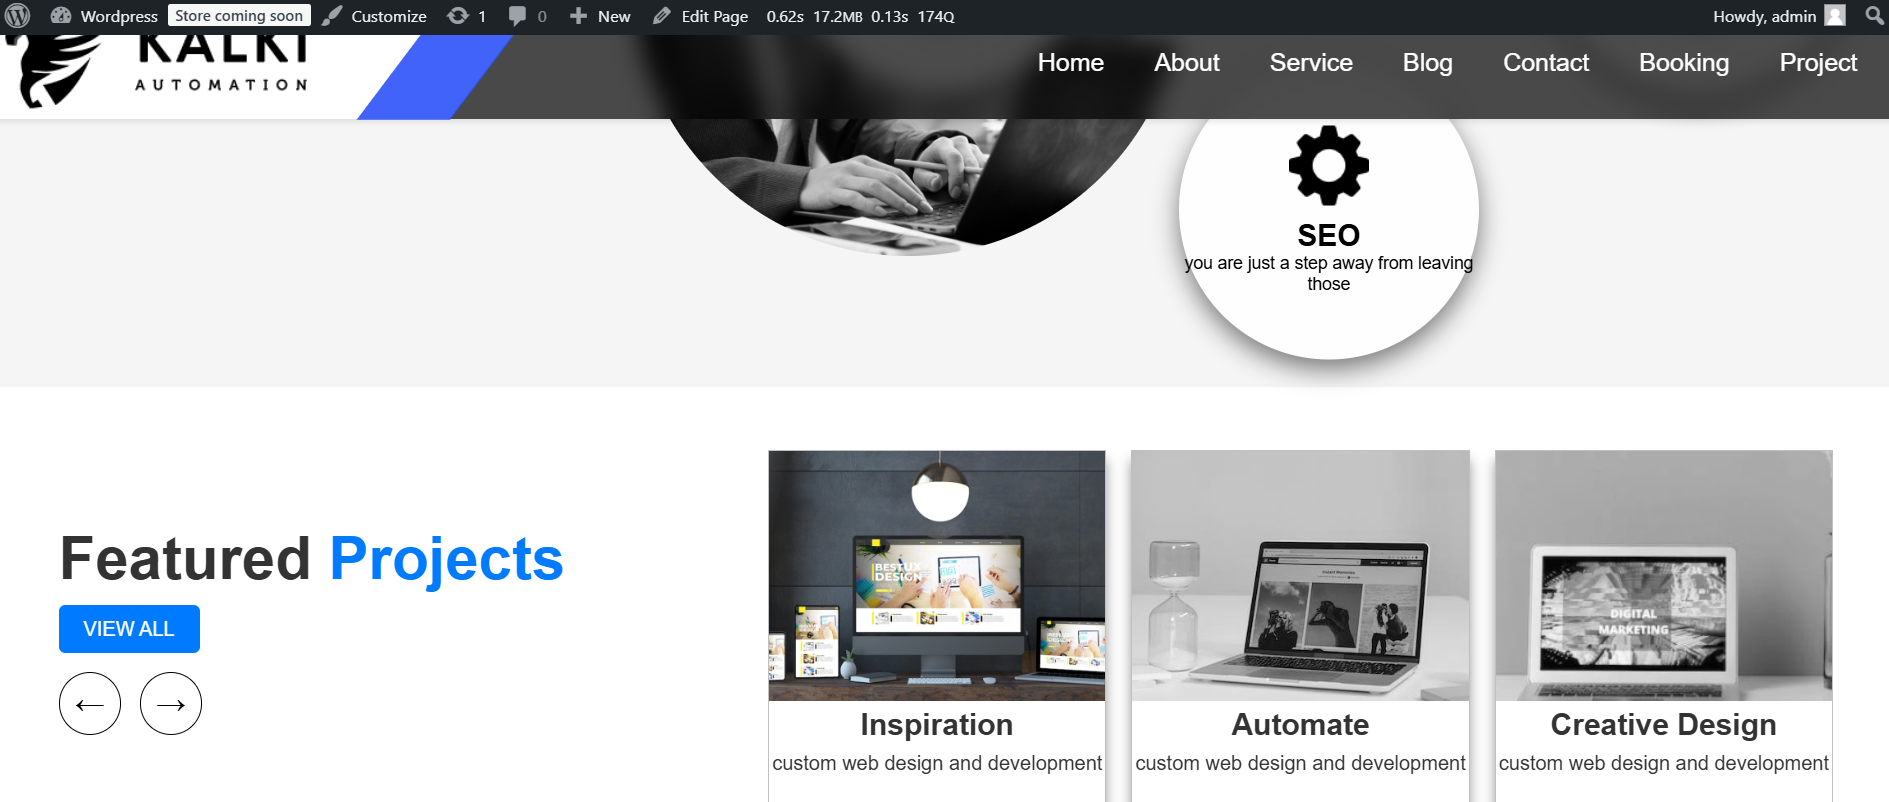 Wordpress Store coming soon Customize 1 0 New Edit Page 0.62s 17.2MB 0.13s 174Q Howdy, admin
KALKI
AUTOMATION
Home About Service Blog Contact Booking Project
SEO
you are just a step away from leaving
those
Featured Projects
VIEW ALL
← →
BEST UX
DESIGN
Instant Memories
DIGITAL
MARKETING
Inspiration Automate Creative Design
custom web design and development custom web design and development custom web design and development